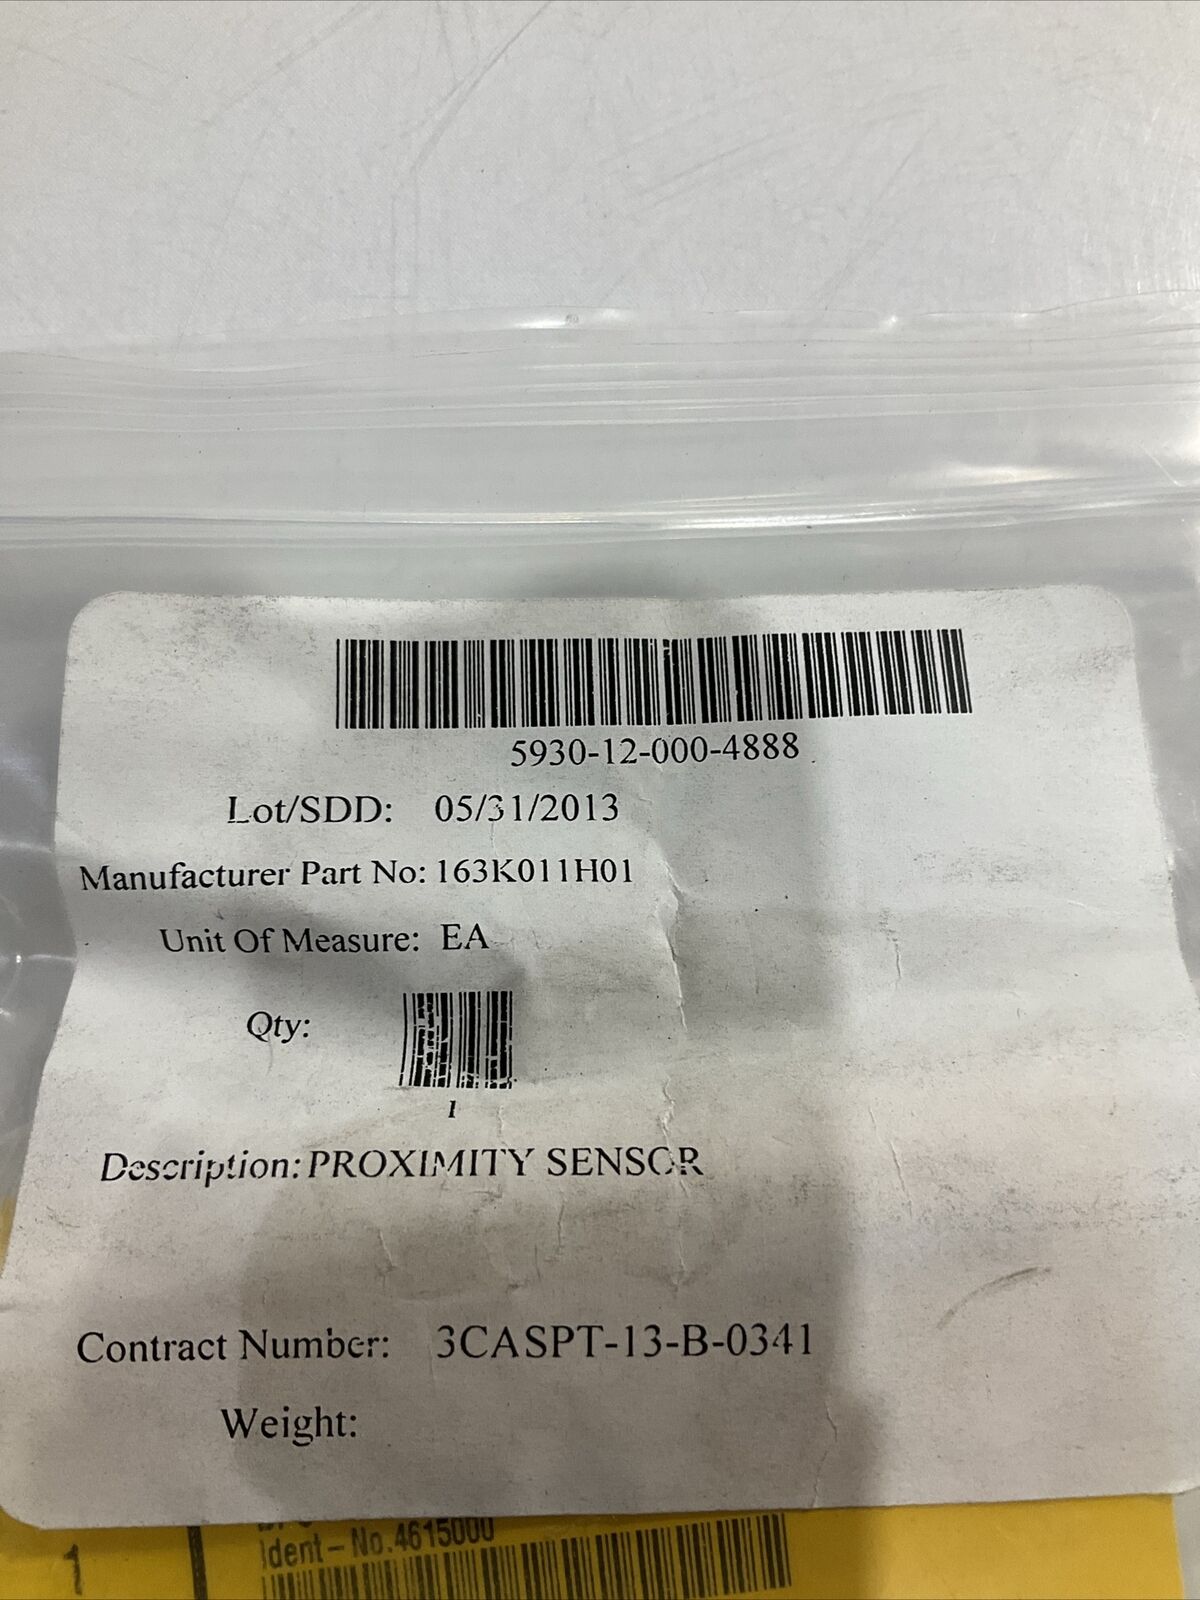 5930-12-000-4888
Lot/SDD: 05/31/2013
Manufacturer Part No: 163K011H01
Unit Of Measure: EA
Qty:
1
Description: PROXIMITY SENSOR
Contract Number: 3CASPT-13-B-0341
Weight:
Ident-No.4615000
1